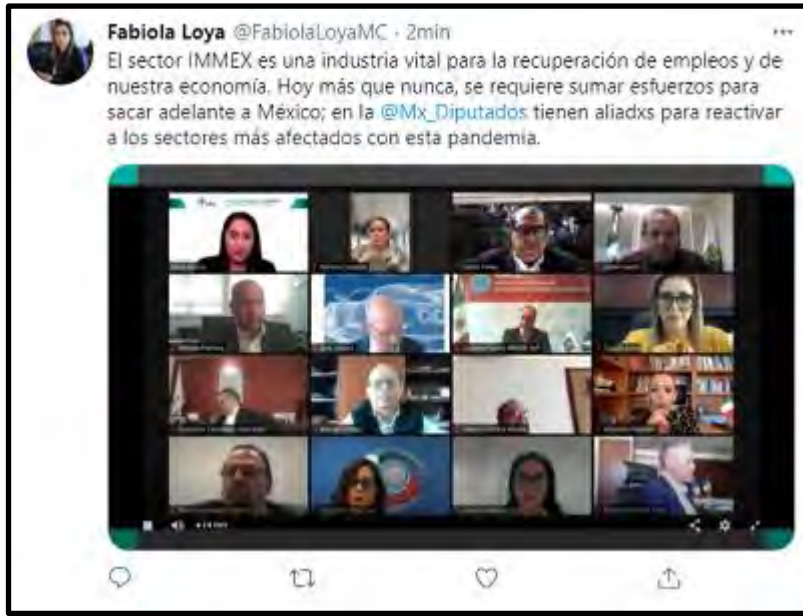 Fabiola Loya @FabiolaLoyaMC · 2min
El sector IMMEX es una industria vital para la recuperación de empleos y de
nuestra economía. Hoy más que nunca, se requiere sumar esfuerzos para
sacar adelante a México; en la @Mx_Diputados tienen aliadxs para reactivar
a los sectores más afectados con esta pandemia.